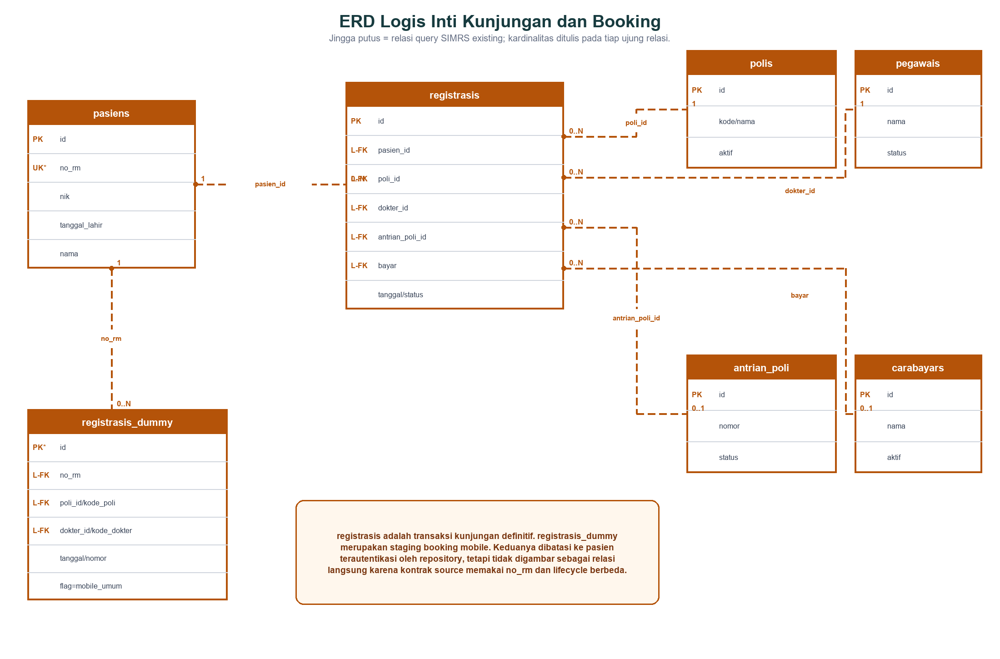 ERD Logis Inti Kunjungan dan Booking
Jingga putus = relasi query SIMRS existing; kardinalitas ditulis pada tiap ujung relasi.
pasiens
PK id
UK* no_rm
nik
tanggal_lahir
nama
1
pasien_id
1
no_rm
0..N
registrasis
PK id
L-FK pasien_id
0..N
L-FK poli_id
L-FK dokter_id
L-FK antrian_poli_id
L-FK bayar
tanggal/status
0..N
poli_id
0..N
dokter_id
0..N
antrian_poli_id
0..N
bayar
polis
PK id
1
kode/nama
aktif
pegawais
PK id
1
nama
status
antrian_poli
PK id
0..1
nomor
status
carabayars
PK id
0..1
nama
aktif
registrasis_dummy
PK* id
L-FK no_rm
L-FK poli_id/kode_poli
L-FK dokter_id/kode_dokter
tanggal/nomor
flag=mobile_umum
registrasis adalah transaksi kunjungan definitif. registrasis_dummy
merupakan staging booking mobile. Keduanya dibatasi ke pasien
terautentikasi oleh repository, tetapi tidak digambar sebagai relasi
langsung karena kontrak source memakai no_rm dan lifecycle berbeda.